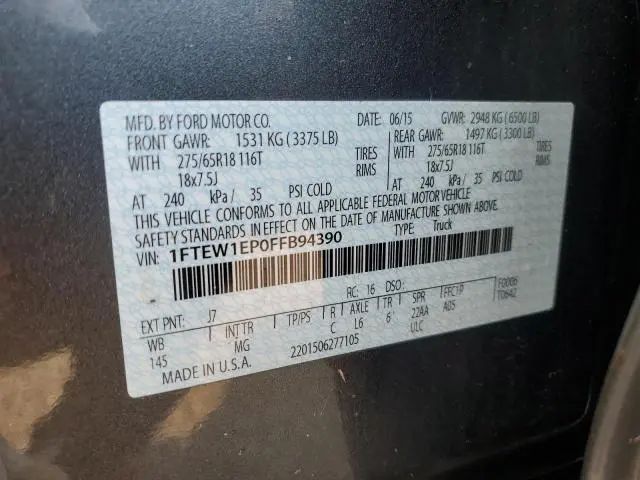 MFD. BY FORD MOTOR CO. DATE: 06/15 GVWR: 2948 KG ( 6500 LB)
FRONT GAWR: 1531 KG ( 3375 LB) REAR GAWR: 1497 KG ( 3300 LB)
WITH 275/65R18 116T TIRES WITH 275/65R18 116T TIRES
18x7.5J RIMS 18x7.5J RIMS
AT 240 kPa / 35 PSI COLD AT 240 kPa / 35 PSI COLD
THIS VEHICLE CONFORMS TO ALL APPLICABLE FEDERAL MOTOR VEHICLE
SAFETY STANDARDS IN EFFECT ON THE DATE OF MANUFACTURE SHOWN ABOVE.
VIN: 1FTEW1EP0FFB94390 TYPE: Truck
F0006
T0642
EXT PNT: J7 RC: 16 DSO:
WB INT TR TP/PS R AXLE TR SPR FFC1P
145 MG C L6 6 22AA A05
ULC
MADE IN U.S.A. 2201506277105